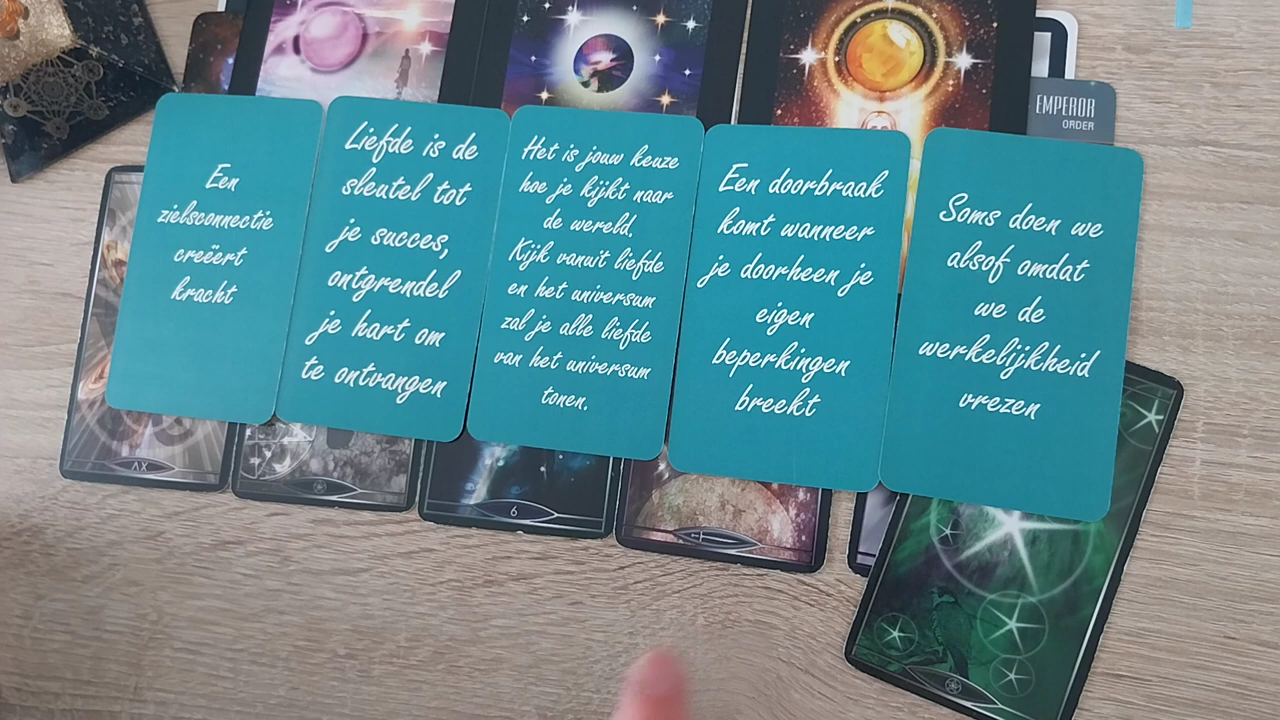 EMPEROR
ORDER
Een
zielsconnectie
creëert
kracht
Liefde is de
sleutel tot
je succes,
ontgrendel
je hart om
te ontvangen
Het is jouw keuze
hoe je kijkt naar
de wereld.
Kijk vanuit liefde
en het universum
zal je alle liefde
van het universum
tonen.
Een doorbraak
komt wanneer
je doorheen je
eigen
beperkingen
breekt
Soms doen we
alsof omdat
we de
werkelijkheid
vrezen
6